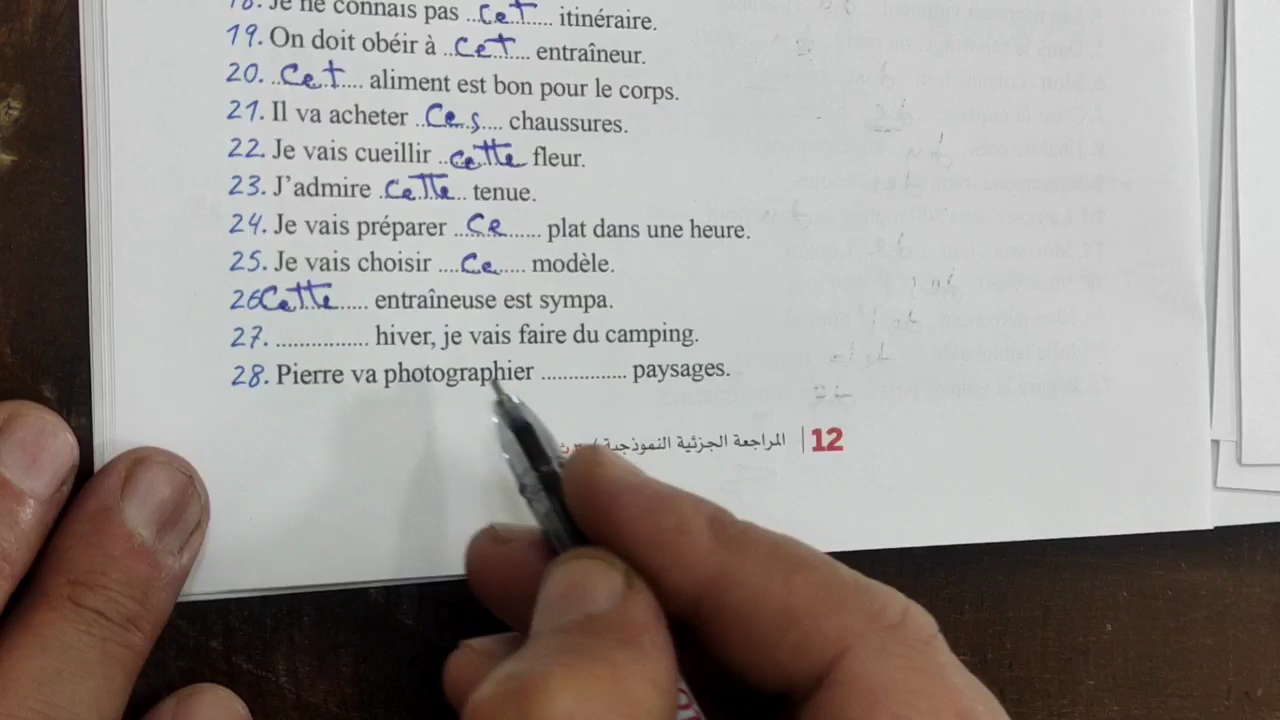 18. Je ne connais pas ...cet.... itinéraire.
19. On doit obéir à ..cet.... entraîneur.
20. ..cet.... aliment est bon pour le corps.
21. Il va acheter ..ces.... chaussures.
22. Je vais cueillir ..cette fleur.
23. J'admire .cette... tenue.
24. Je vais préparer ...ce...... plat dans une heure.
25. Je vais choisir ....ce..... modèle.
26 Cette..... entraîneuse est sympa.
27. ................ hiver, je vais faire du camping.
28. Pierre va photographier ............... paysages.
المراجعة الجزئية النموذجية / | 12